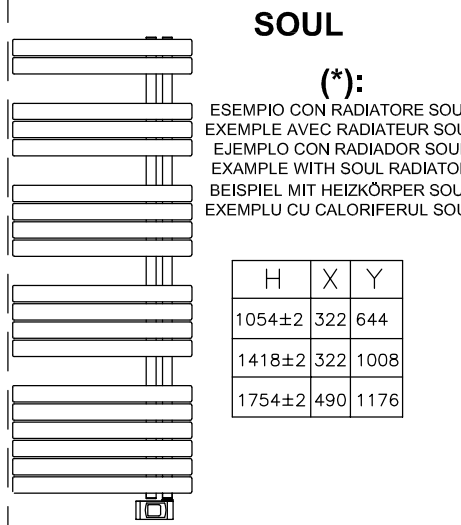 SOUL
(*):
ESEMPIO CON RADIATORE SOU
EXEMPLE AVEC RADIATEUR SOU
EJEMPLO CON RADIADOR SOU
EXAMPLE WITH SOUL RADIATO
BEISPIEL MIT HEIZKÖRPER SOU
EXEMPLU CU CALORIFERUL SOU
H X Y
1054±2 322 644
1418±2 322 1008
1754±2 490 1176